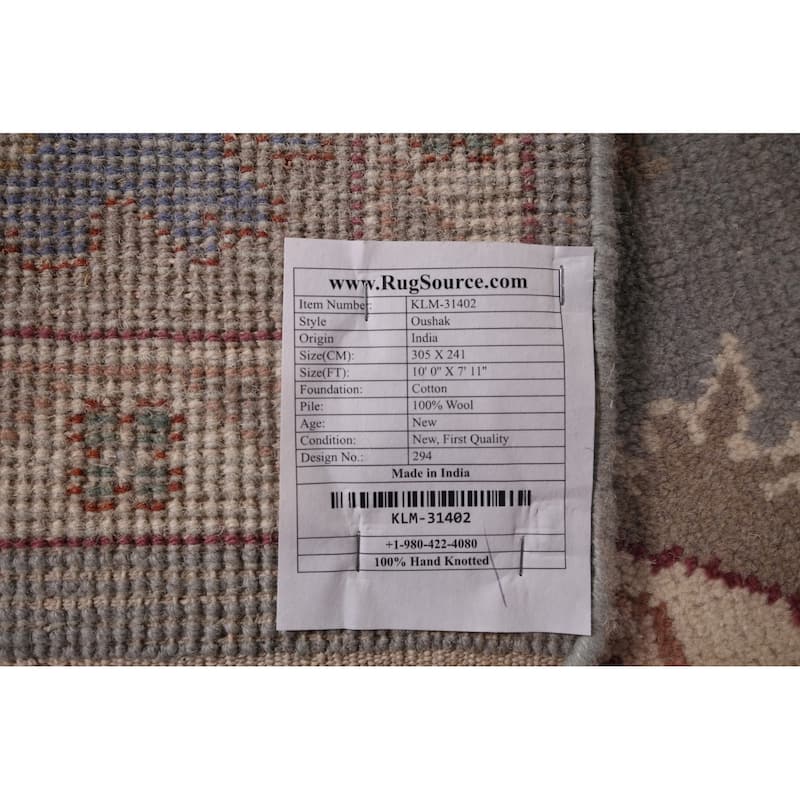 www.RugSource.com
Item Number: KLM-31402
Style Oushak
Origin India
Size(CM): 305 X 241
Size(FT): 10' 0" X 7' 11"
Foundation: Cotton
Pile: 100% Wool
Age: New
Condition: New, First Quality
Design No.: 294
Made in India
KLM-31402
+1-980-422-4080
100% Hand Knotted